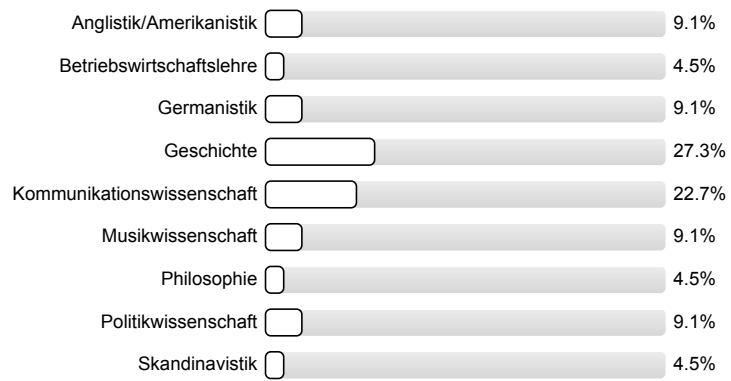 Anglistik/Amerikanistik 9.1%
Betriebswirtschaftslehre 4.5%
Germanistik 9.1%
Geschichte 27.3%
Kommunikationswissenschaft 22.7%
Musikwissenschaft 9.1%
Philosophie 4.5%
Politikwissenschaft 9.1%
Skandinavistik 4.5%